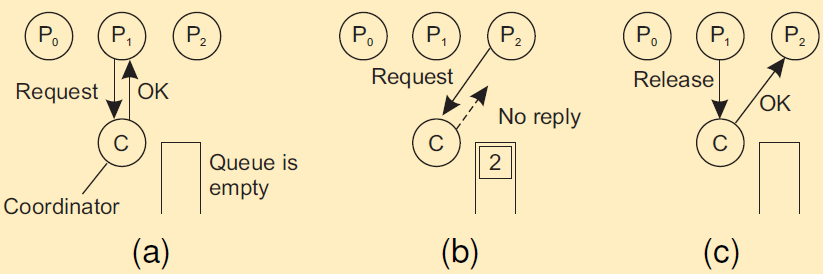 P0 P1 P2
Request OK
C
Queue is
empty
Coordinator
(a)
P0 P1 P2
Request
No reply
C
2
(b)
P0 P1 P2
Release
OK
C
(c)